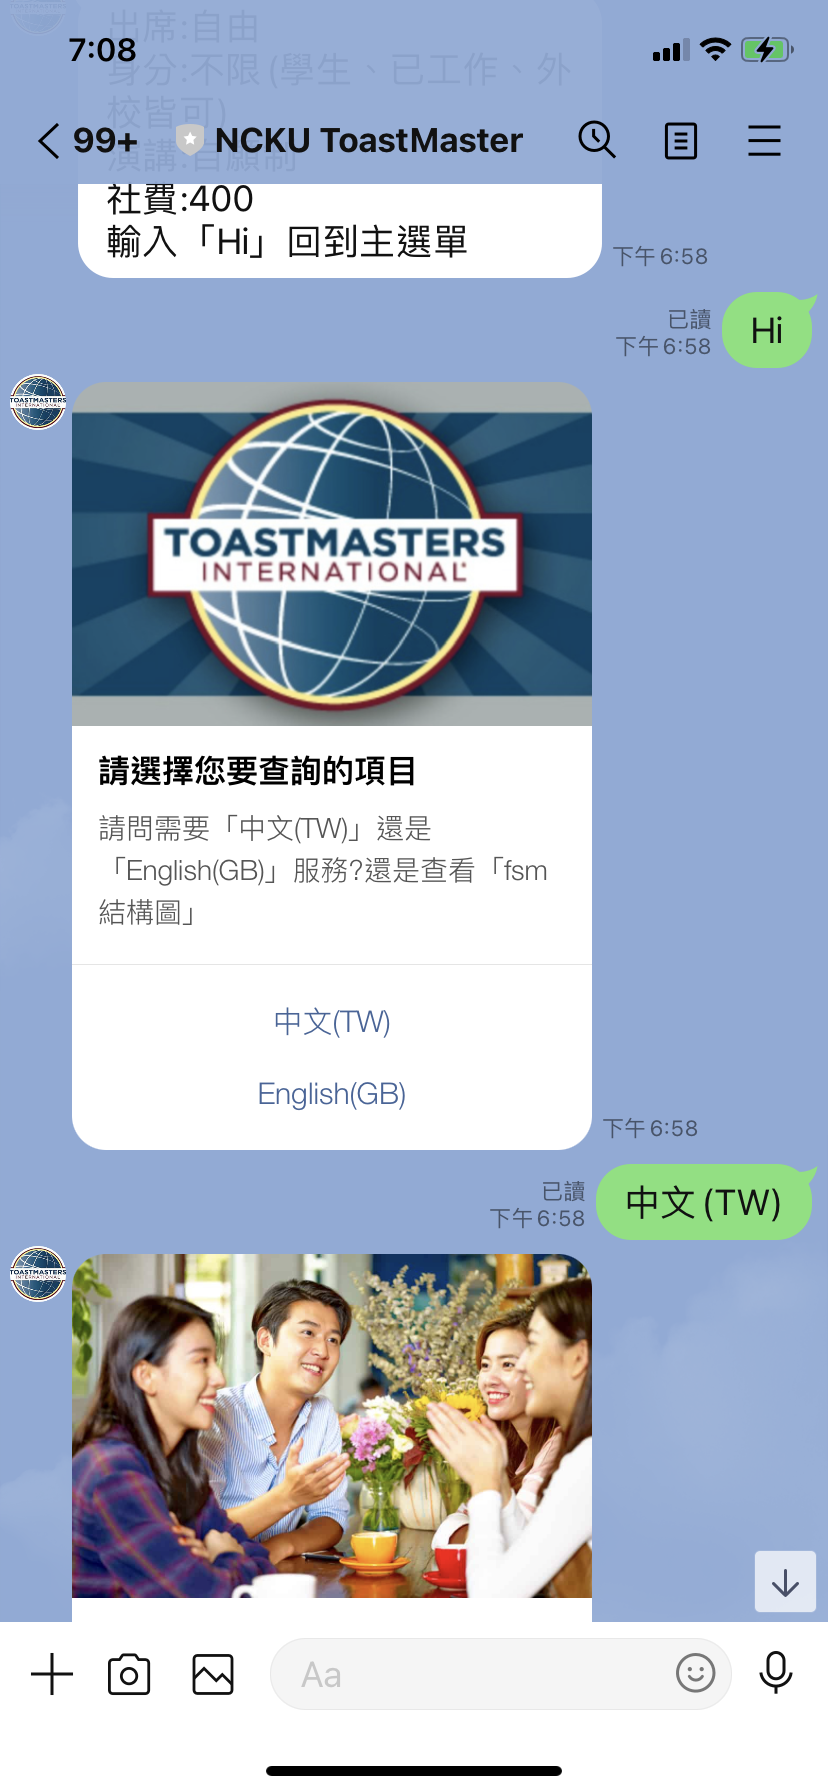 出席:自由
7:08
身分:不限 (學生、已工作、外
校皆可)
99+
NCKU ToastMaster
演講:自願制
社費:400
輸入「Hi」回到主選單
下午 6:58
已讀
下午 6:58
Hi
TOASTMASTERS
INTERNATIONAL
TOASTMASTERS
INTERNATIONAL
請選擇您要查詢的項目
請問需要「中文(TW)」還是
「English(GB)」服務?還是查看「fsm
結構圖」
中文(TW)
English(GB)
下午 6:58
已讀
下午 6:58
中文 (TW)
TOASTMASTERS
INTERNATIONAL
Aa